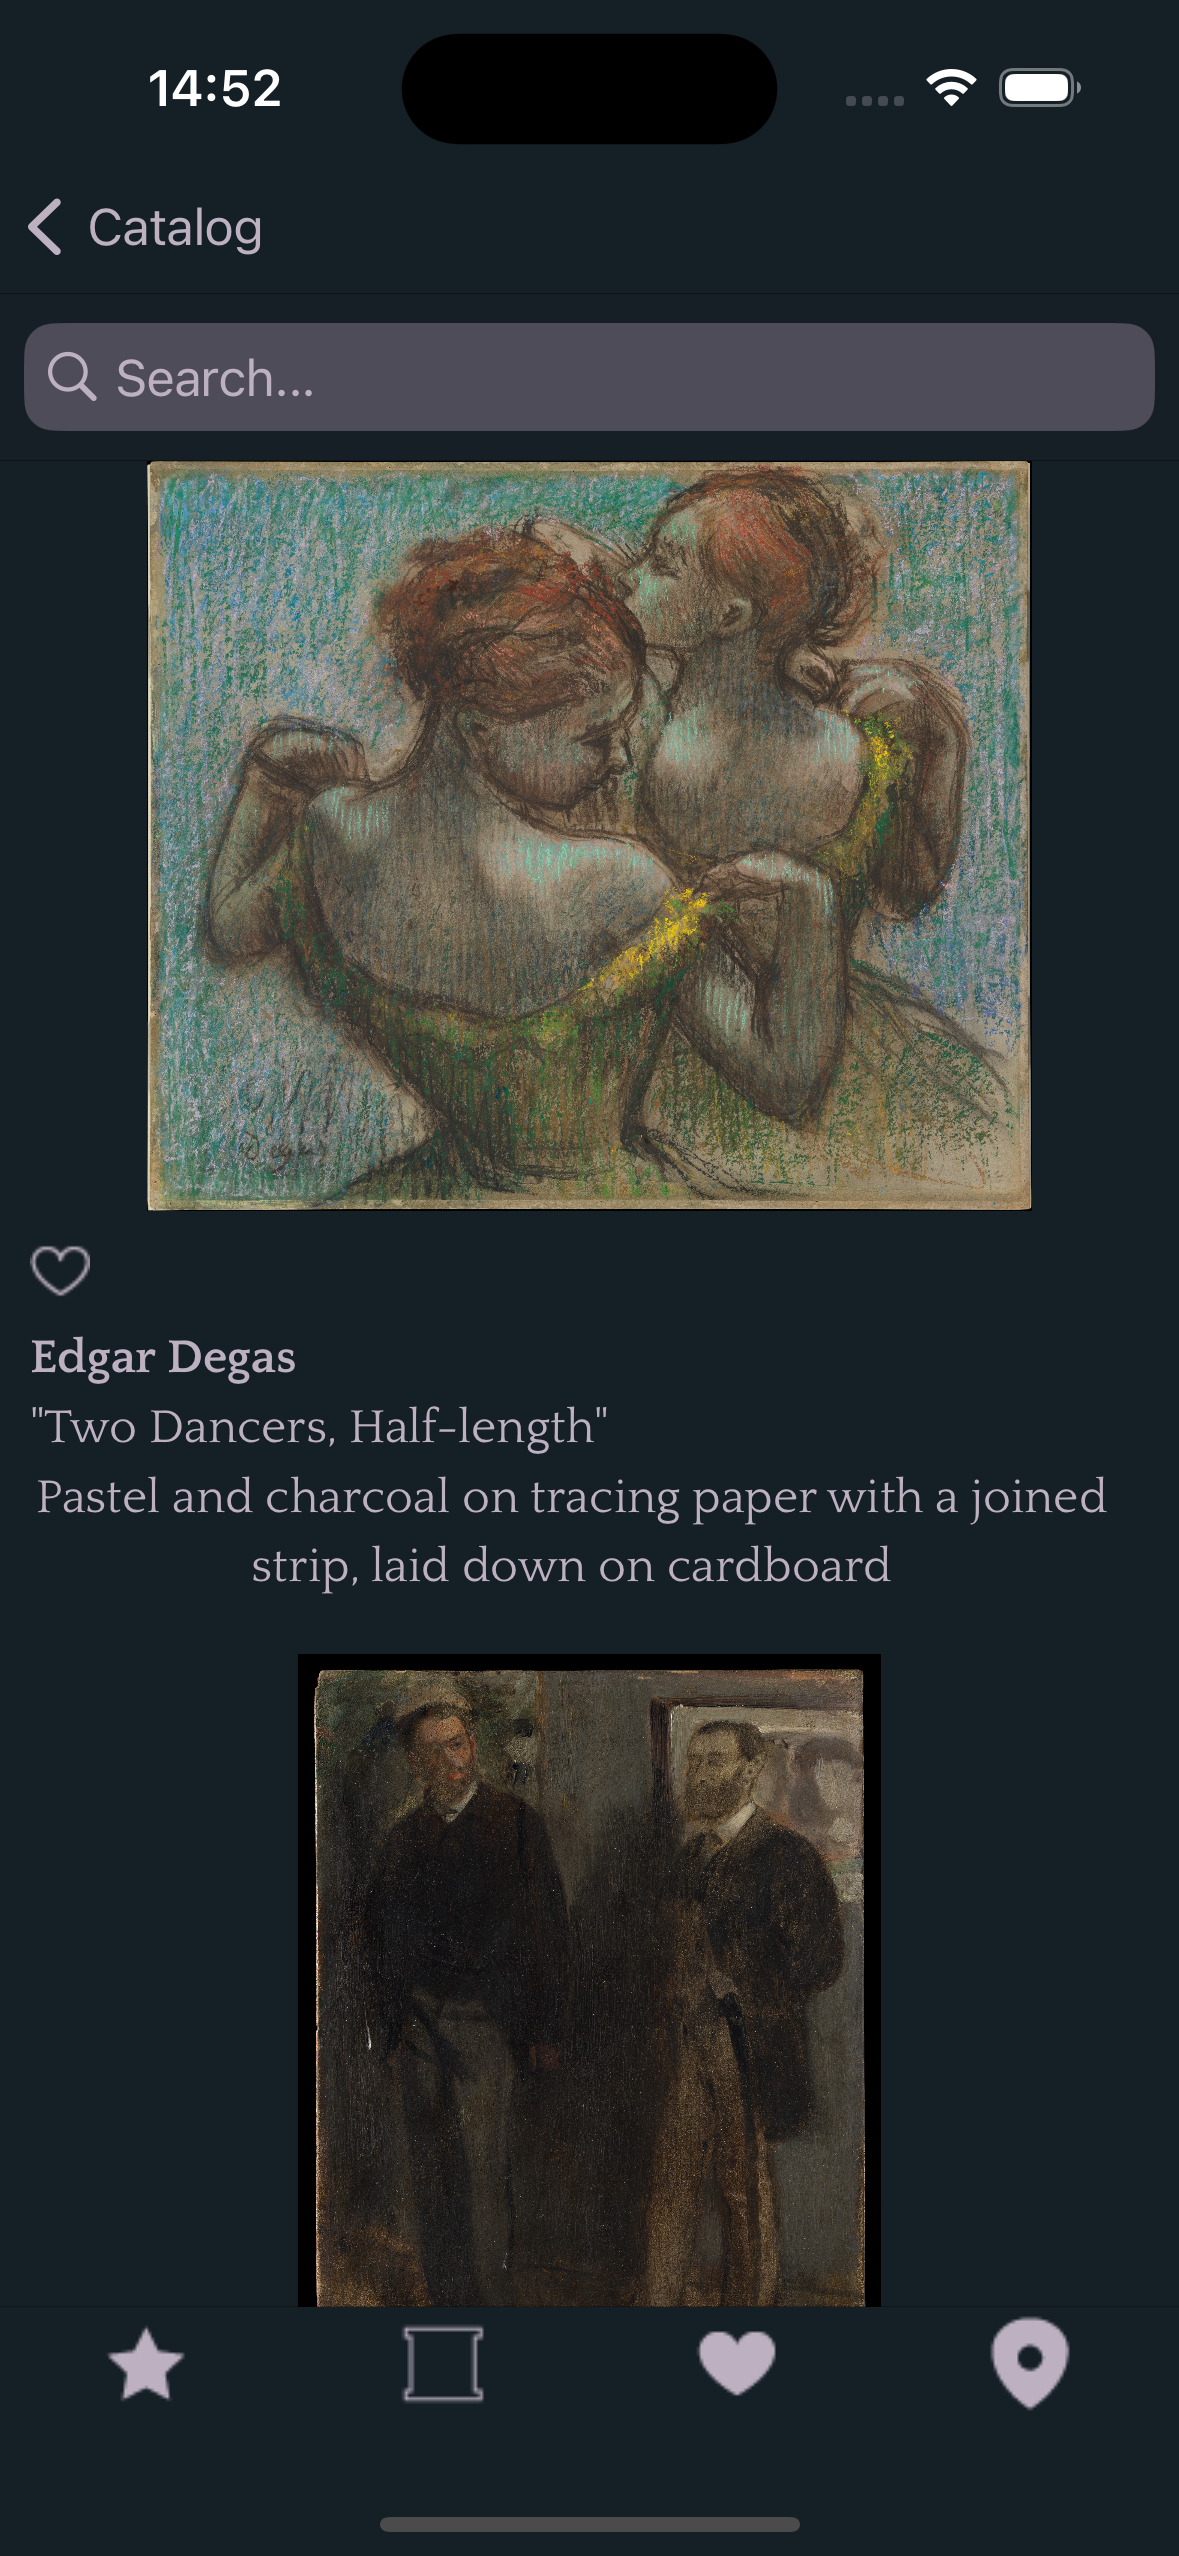 14:52
Catalog
Search...
Degas
Edgar Degas
"Two Dancers, Half-length"
Pastel and charcoal on tracing paper with a joined
strip, laid down on cardboard